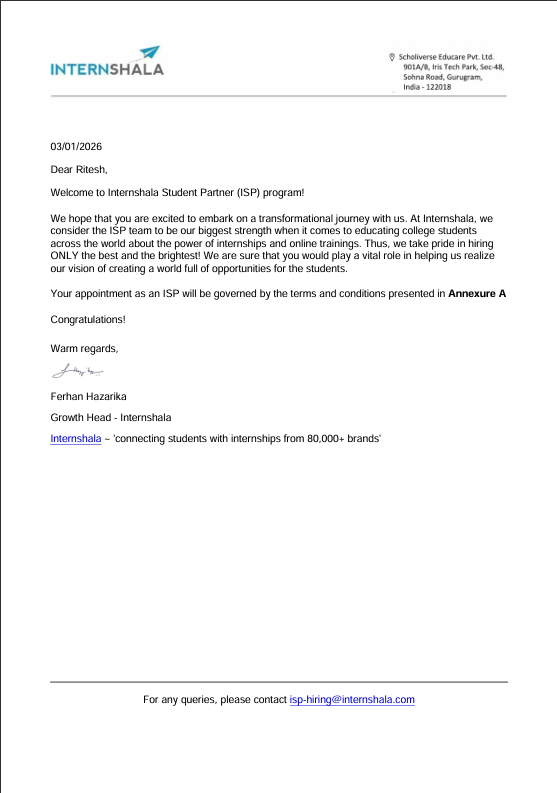 INTERNSHALA
Scholiverse Educare Pvt. Ltd.
901A/B, Iris Tech Park, Sec-48,
Sohna Road, Gurugram,
India - 122018
03/01/2026
Dear Ritesh,
Welcome to Internshala Student Partner (ISP) program!
We hope that you are excited to embark on a transformational journey with us. At Internshala, we
consider the ISP team to be our biggest strength when it comes to educating college students
across the world about the power of internships and online trainings. Thus, we take pride in hiring
ONLY the best and the brightest! We are sure that you would play a vital role in helping us realize
our vision of creating a world full of opportunities for the students.
Your appointment as an ISP will be governed by the terms and conditions presented in Annexure A
Congratulations!
Warm regards,
Ferhan Hazarika
Growth Head - Internshala
Internshala ~ 'connecting students with internships from 80,000+ brands'
For any queries, please contact isp-hiring@internshala.com